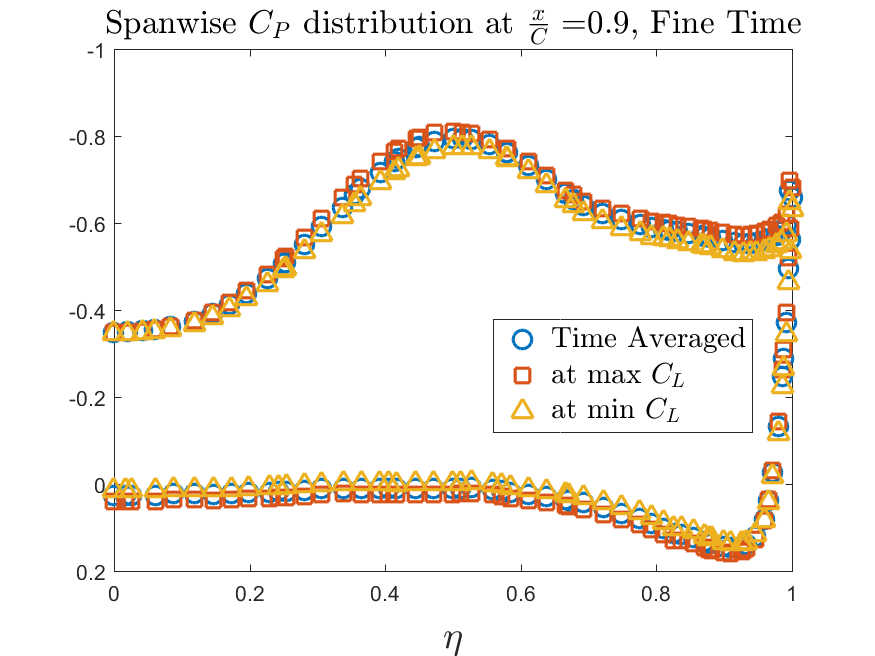 Spanwise $C_P$ distribution at $\frac{x}{C}$ =0.9, Fine Time
-1
-0.8
-0.6
-0.4
-0.2
0
0.2
Time Averaged
at max $C_L$
at min $C_L$
0 0.2 0.4 0.6 0.8 1
η